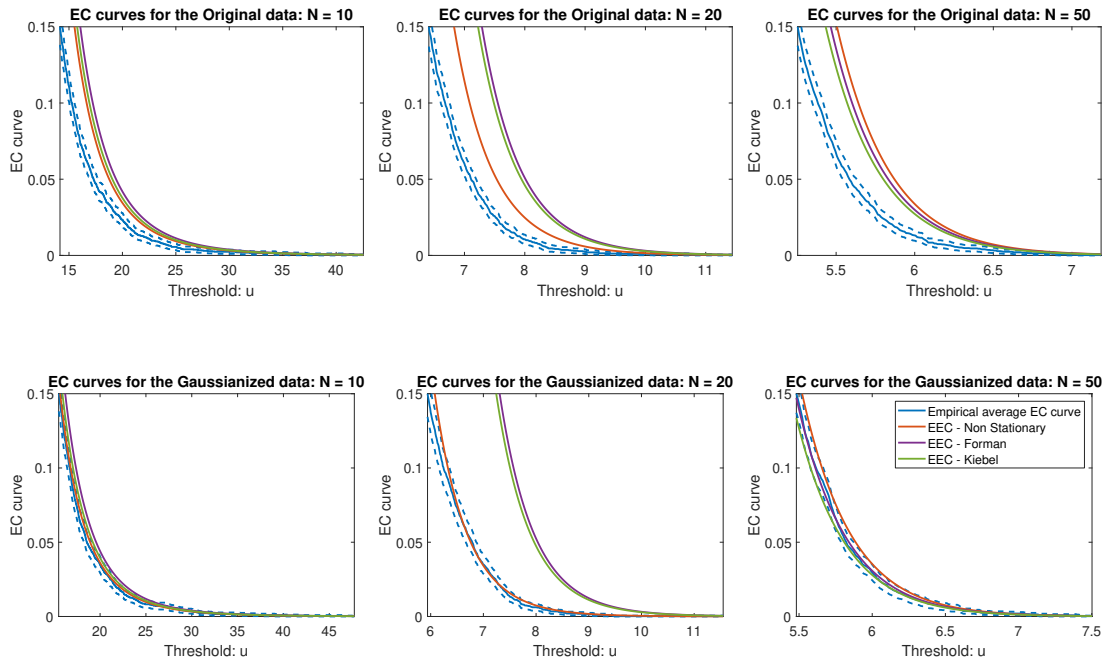 EC curves for the Original data: N = 10
EC curve
0.15
0.1
0.05
0
15 20 25 30 35 40
Threshold: u
EC curves for the Original data: N = 20
EC curve
0.15
0.1
0.05
0
7 8 9 10 11
Threshold: u
EC curves for the Original data: N = 50
EC curve
0.15
0.1
0.05
0
5.5 6 6.5 7
Threshold: u
EC curves for the Gaussianized data: N = 10
EC curve
0.15
0.1
0.05
0
20 25 30 35 40 45
Threshold: u
EC curves for the Gaussianized data: N = 20
EC curve
0.15
0.1
0.05
0
6 7 8 9 10 11
Threshold: u
EC curves for the Gaussianized data: N = 50
EC curve
0.15
0.1
0.05
0
5.5 6 6.5 7 7.5
Threshold: u
Empirical average EC curve
EEC - Non Stationary
EEC - Forman
EEC - Kiebel